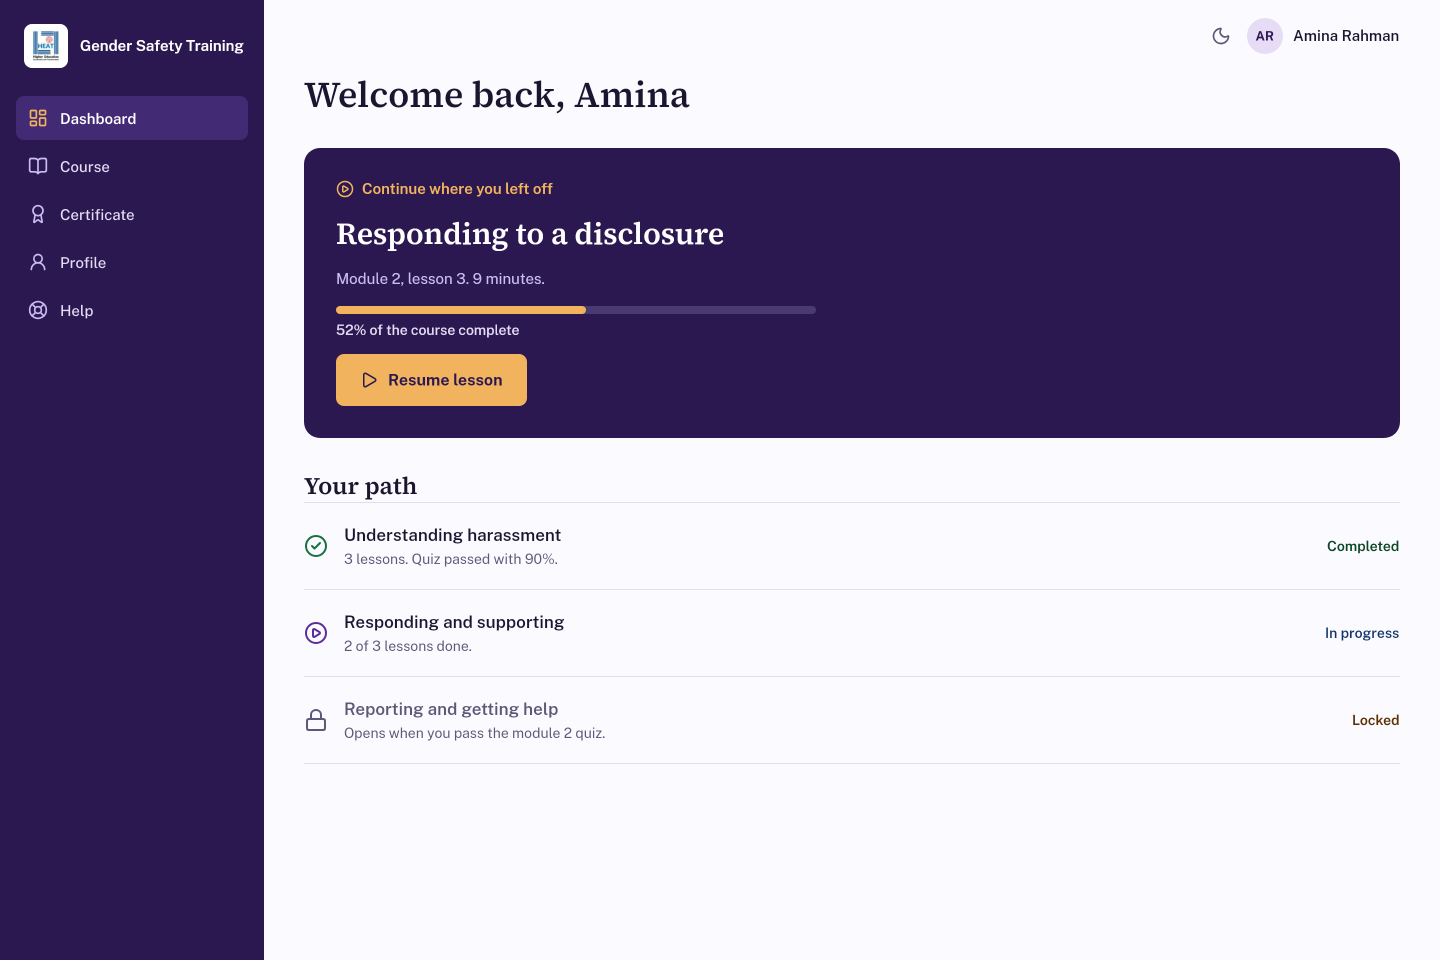 HEAT
Gender Safety Training
Dashboard
Course
Certificate
Profile
Help
AR
Amina Rahman
Welcome back, Amina
Continue where you left off
Responding to a disclosure
Module 2, lesson 3. 9 minutes.
52% of the course complete
Resume lesson
Your path
Understanding harassment
3 lessons. Quiz passed with 90%.
Completed
Responding and supporting
2 of 3 lessons done.
In progress
Reporting and getting help
Opens when you pass the module 2 quiz.
Locked